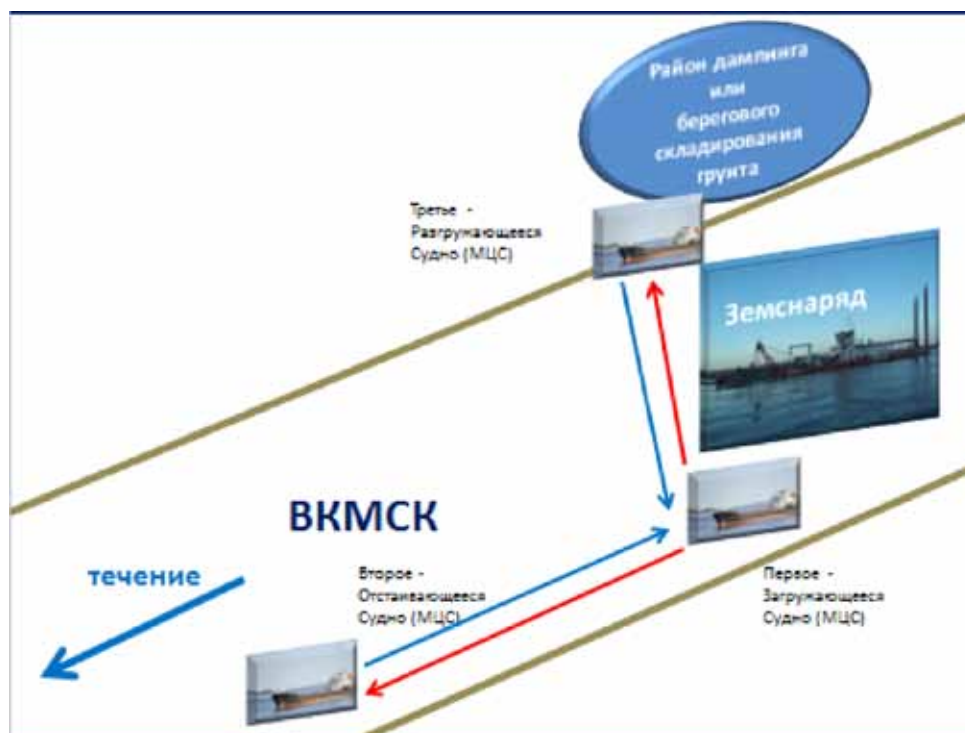 Район дампинга
или
берегового
складирования
грунта
Третье -
Разгружающееся
Судно (МЦС)
Земснаряд
ВКМСК
течение
Второе -
Отстаивающееся
Судно (МЦС)
Первое -
Загружающееся
Судно (МЦС)